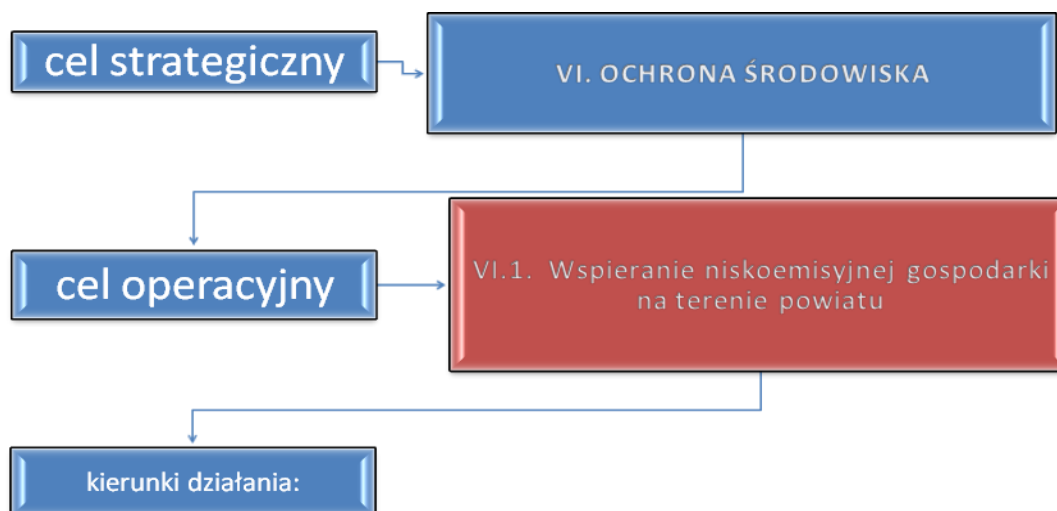 cel strategiczny
VI. OCHRONA ŚRODOWISKA
cel operacyjny
VI.1. Wspieranie niskoemisyjnej gospodarki
na terenie powiatu
kierunki działania: